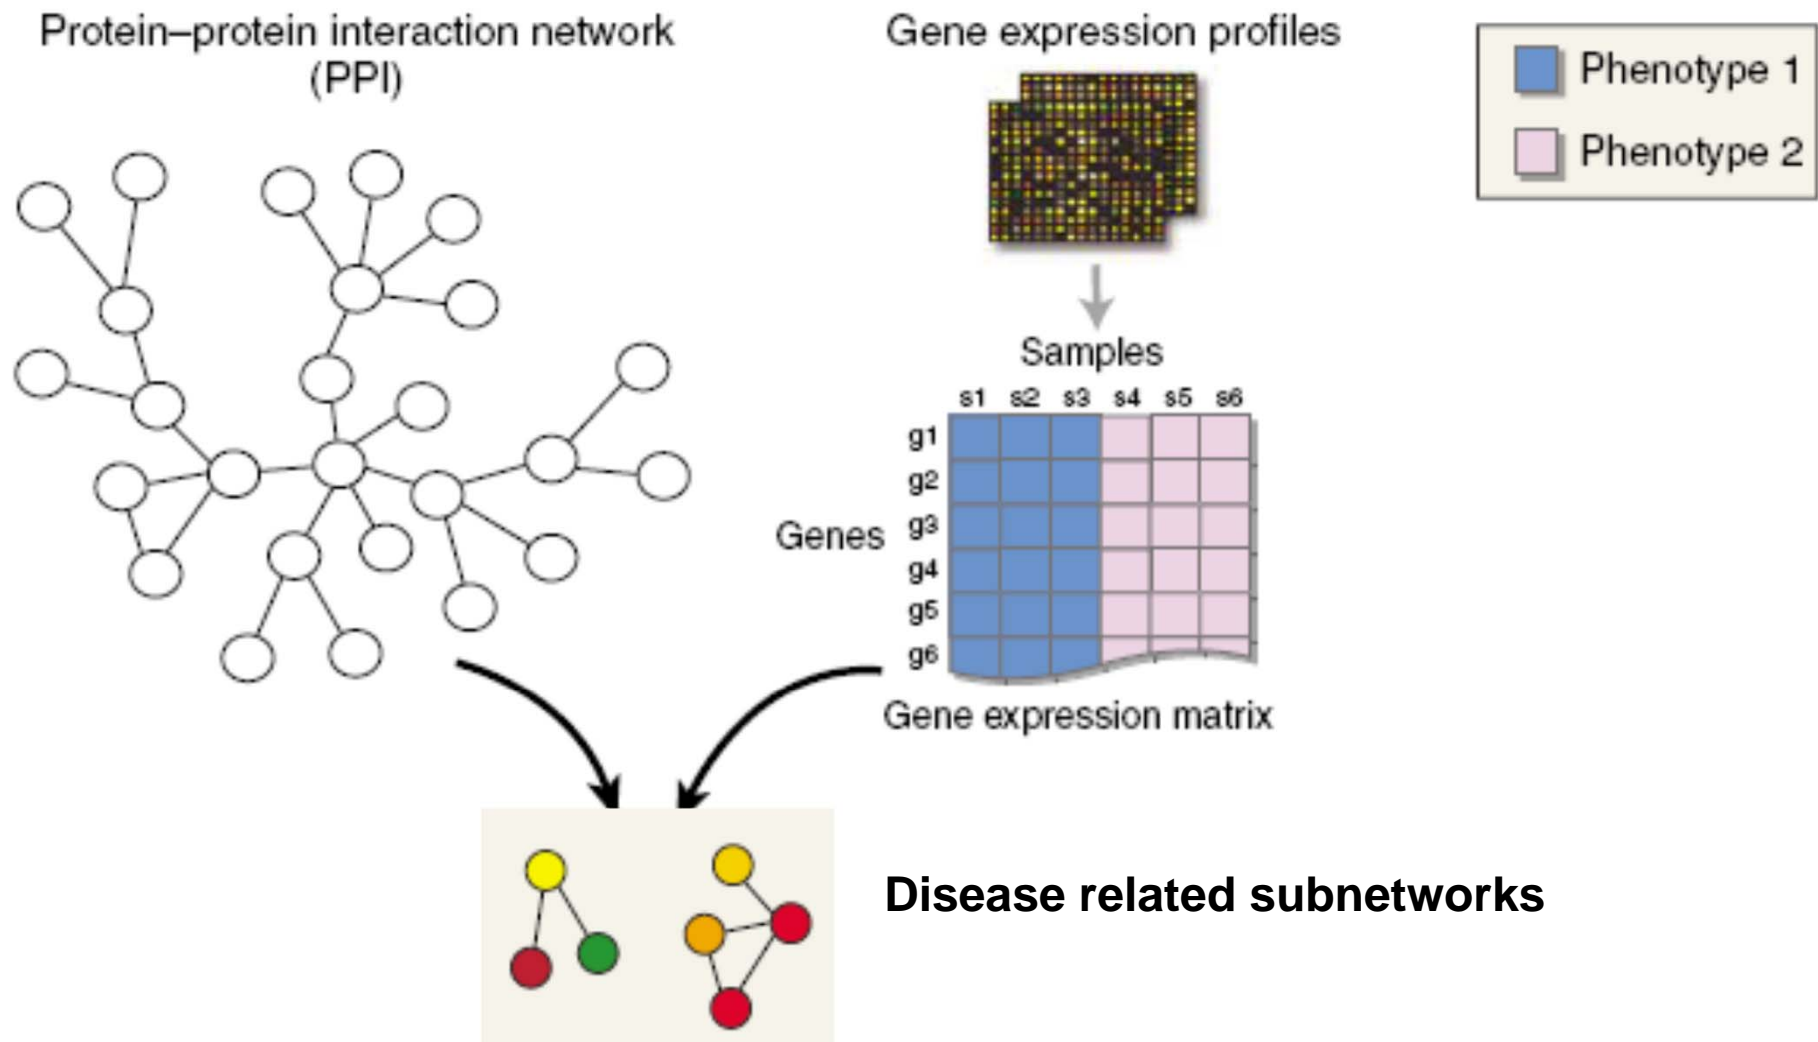 Protein–protein interaction network
(PPI)
Gene expression profiles
Phenotype 1
Phenotype 2
Samples
s1 s2 s3 s4 s5 s6
g1
g2
g3
Genes
g4
g5
g6
Gene expression matrix
Disease related subnetworks